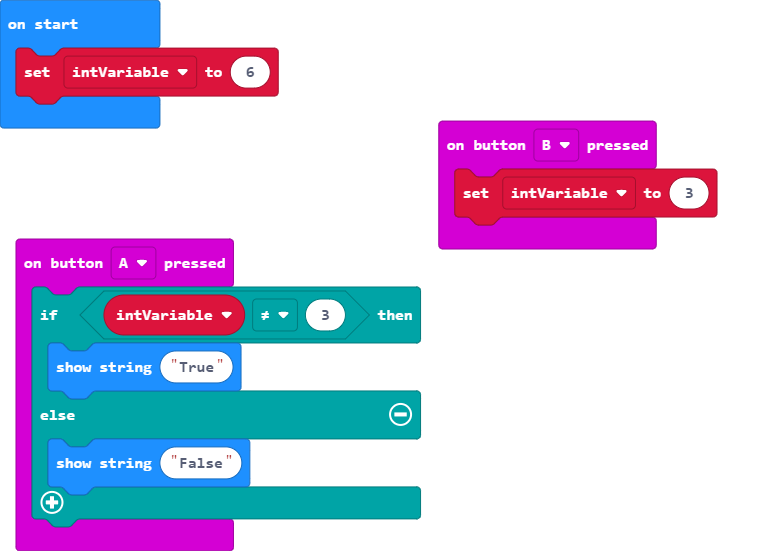 on start
set intVariable to 6
on button B pressed
set intVariable to 3
on button A pressed
if intVariable ≠ 3 then
show string "True"
else
show string "False"